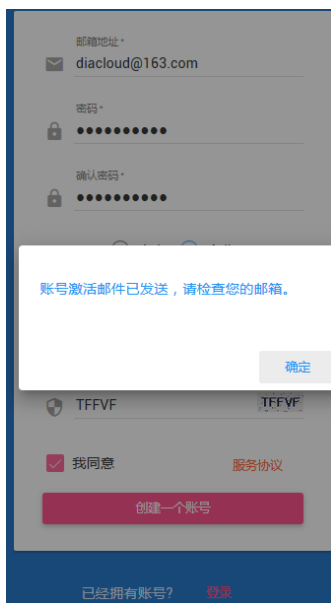 邮箱地址*
diacloud@163.com
密码*
••••••••••
确认密码*
••••••••••
账号激活邮件已发送，请检查您的邮箱。
确定
TFFVF TFFVF
我同意 服务协议
创建一个账号
已经拥有账号? 登录